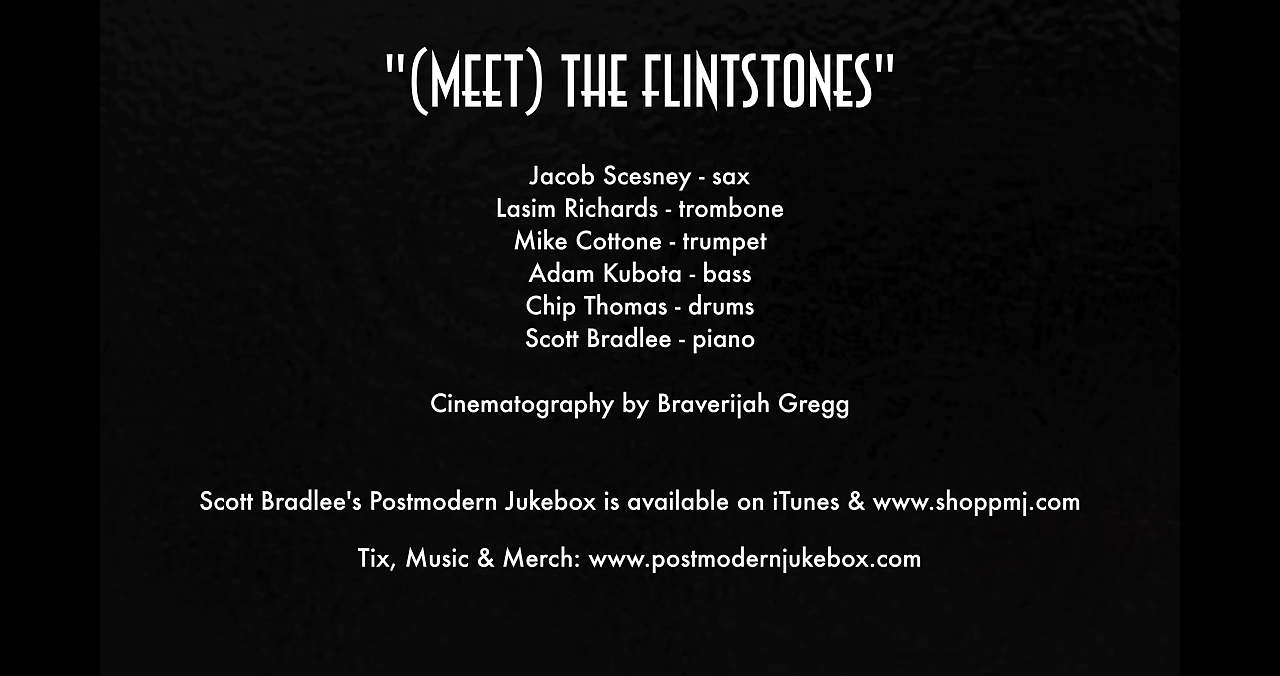 "(MEET) THE FLINTSTONES"
Jacob Scesney - sax
Lasim Richards - trombone
Mike Cottone - trumpet
Adam Kubota - bass
Chip Thomas - drums
Scott Bradlee - piano
Cinematography by Braverijah Gregg
Scott Bradlee's Postmodern Jukebox is available on iTunes & www.shoppmj.com
Tix, Music & Merch: www.postmodernjukebox.com